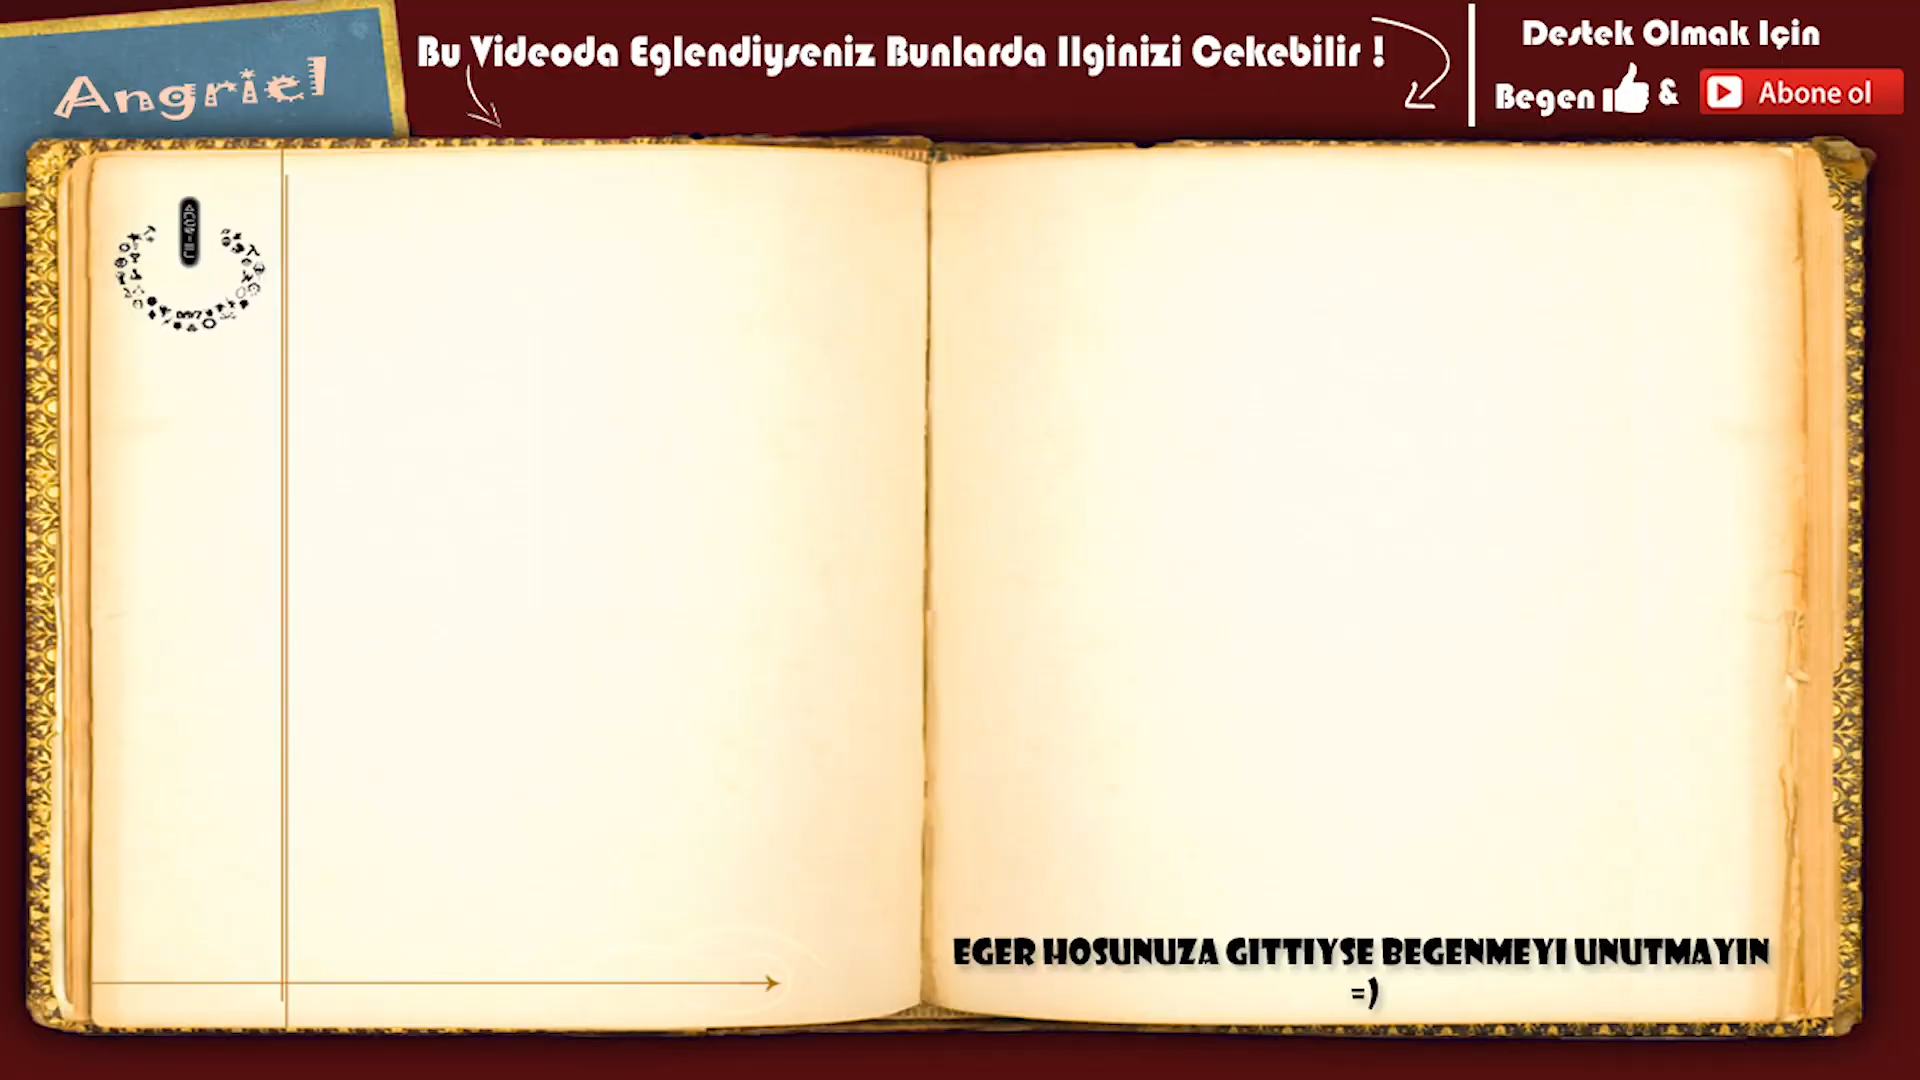 Angriel
Bu Videoda Eglendiyseniz Bunlarda Ilginizi Cekebilir !
Destek Olmak Için
Begen &
Abone ol
EGER HOSUNUZA GITTIYSE BEGENMEYI UNUTMAYIN
=)